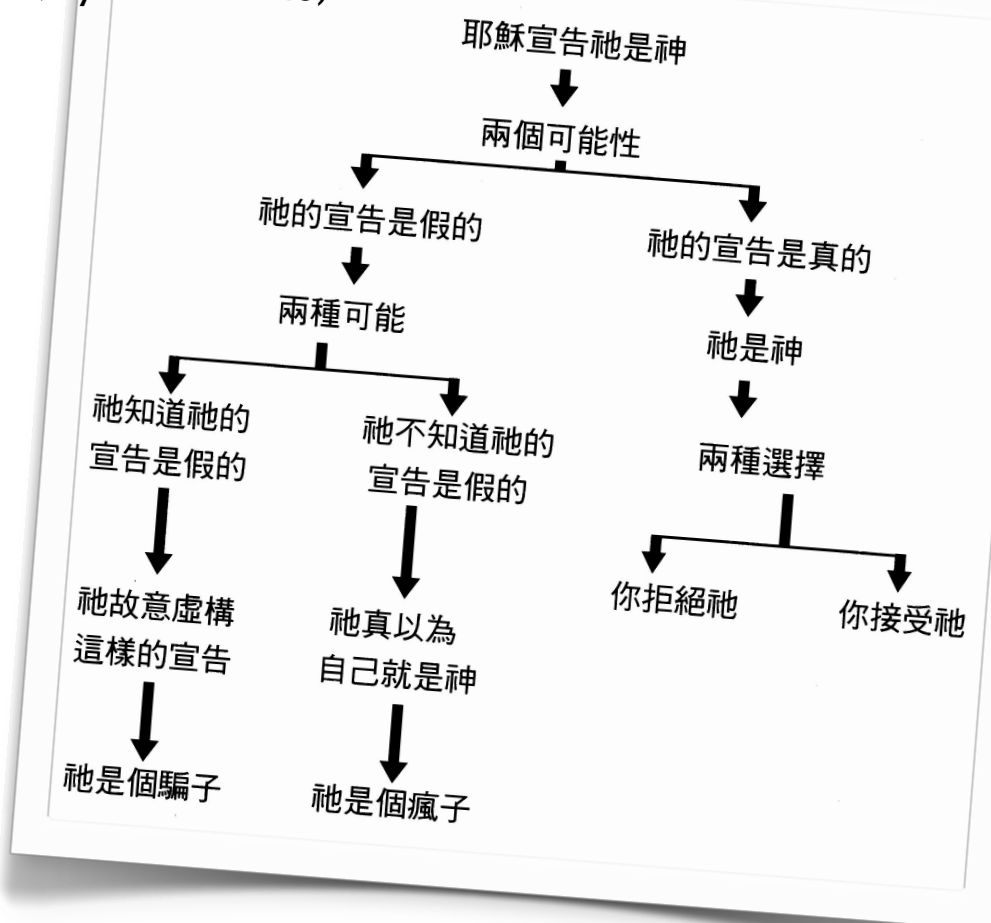 耶穌宣告祂是神
兩個可能性
祂的宣告是假的
祂的宣告是真的
兩種可能
祂是神
祂知道祂的
宣告是假的
祂不知道祂的
宣告是假的
兩種選擇
祂故意虛構
這樣的宣告
祂真以為
自己就是神
你拒絕祂
你接受祂
祂是個騙子
祂是個瘋子